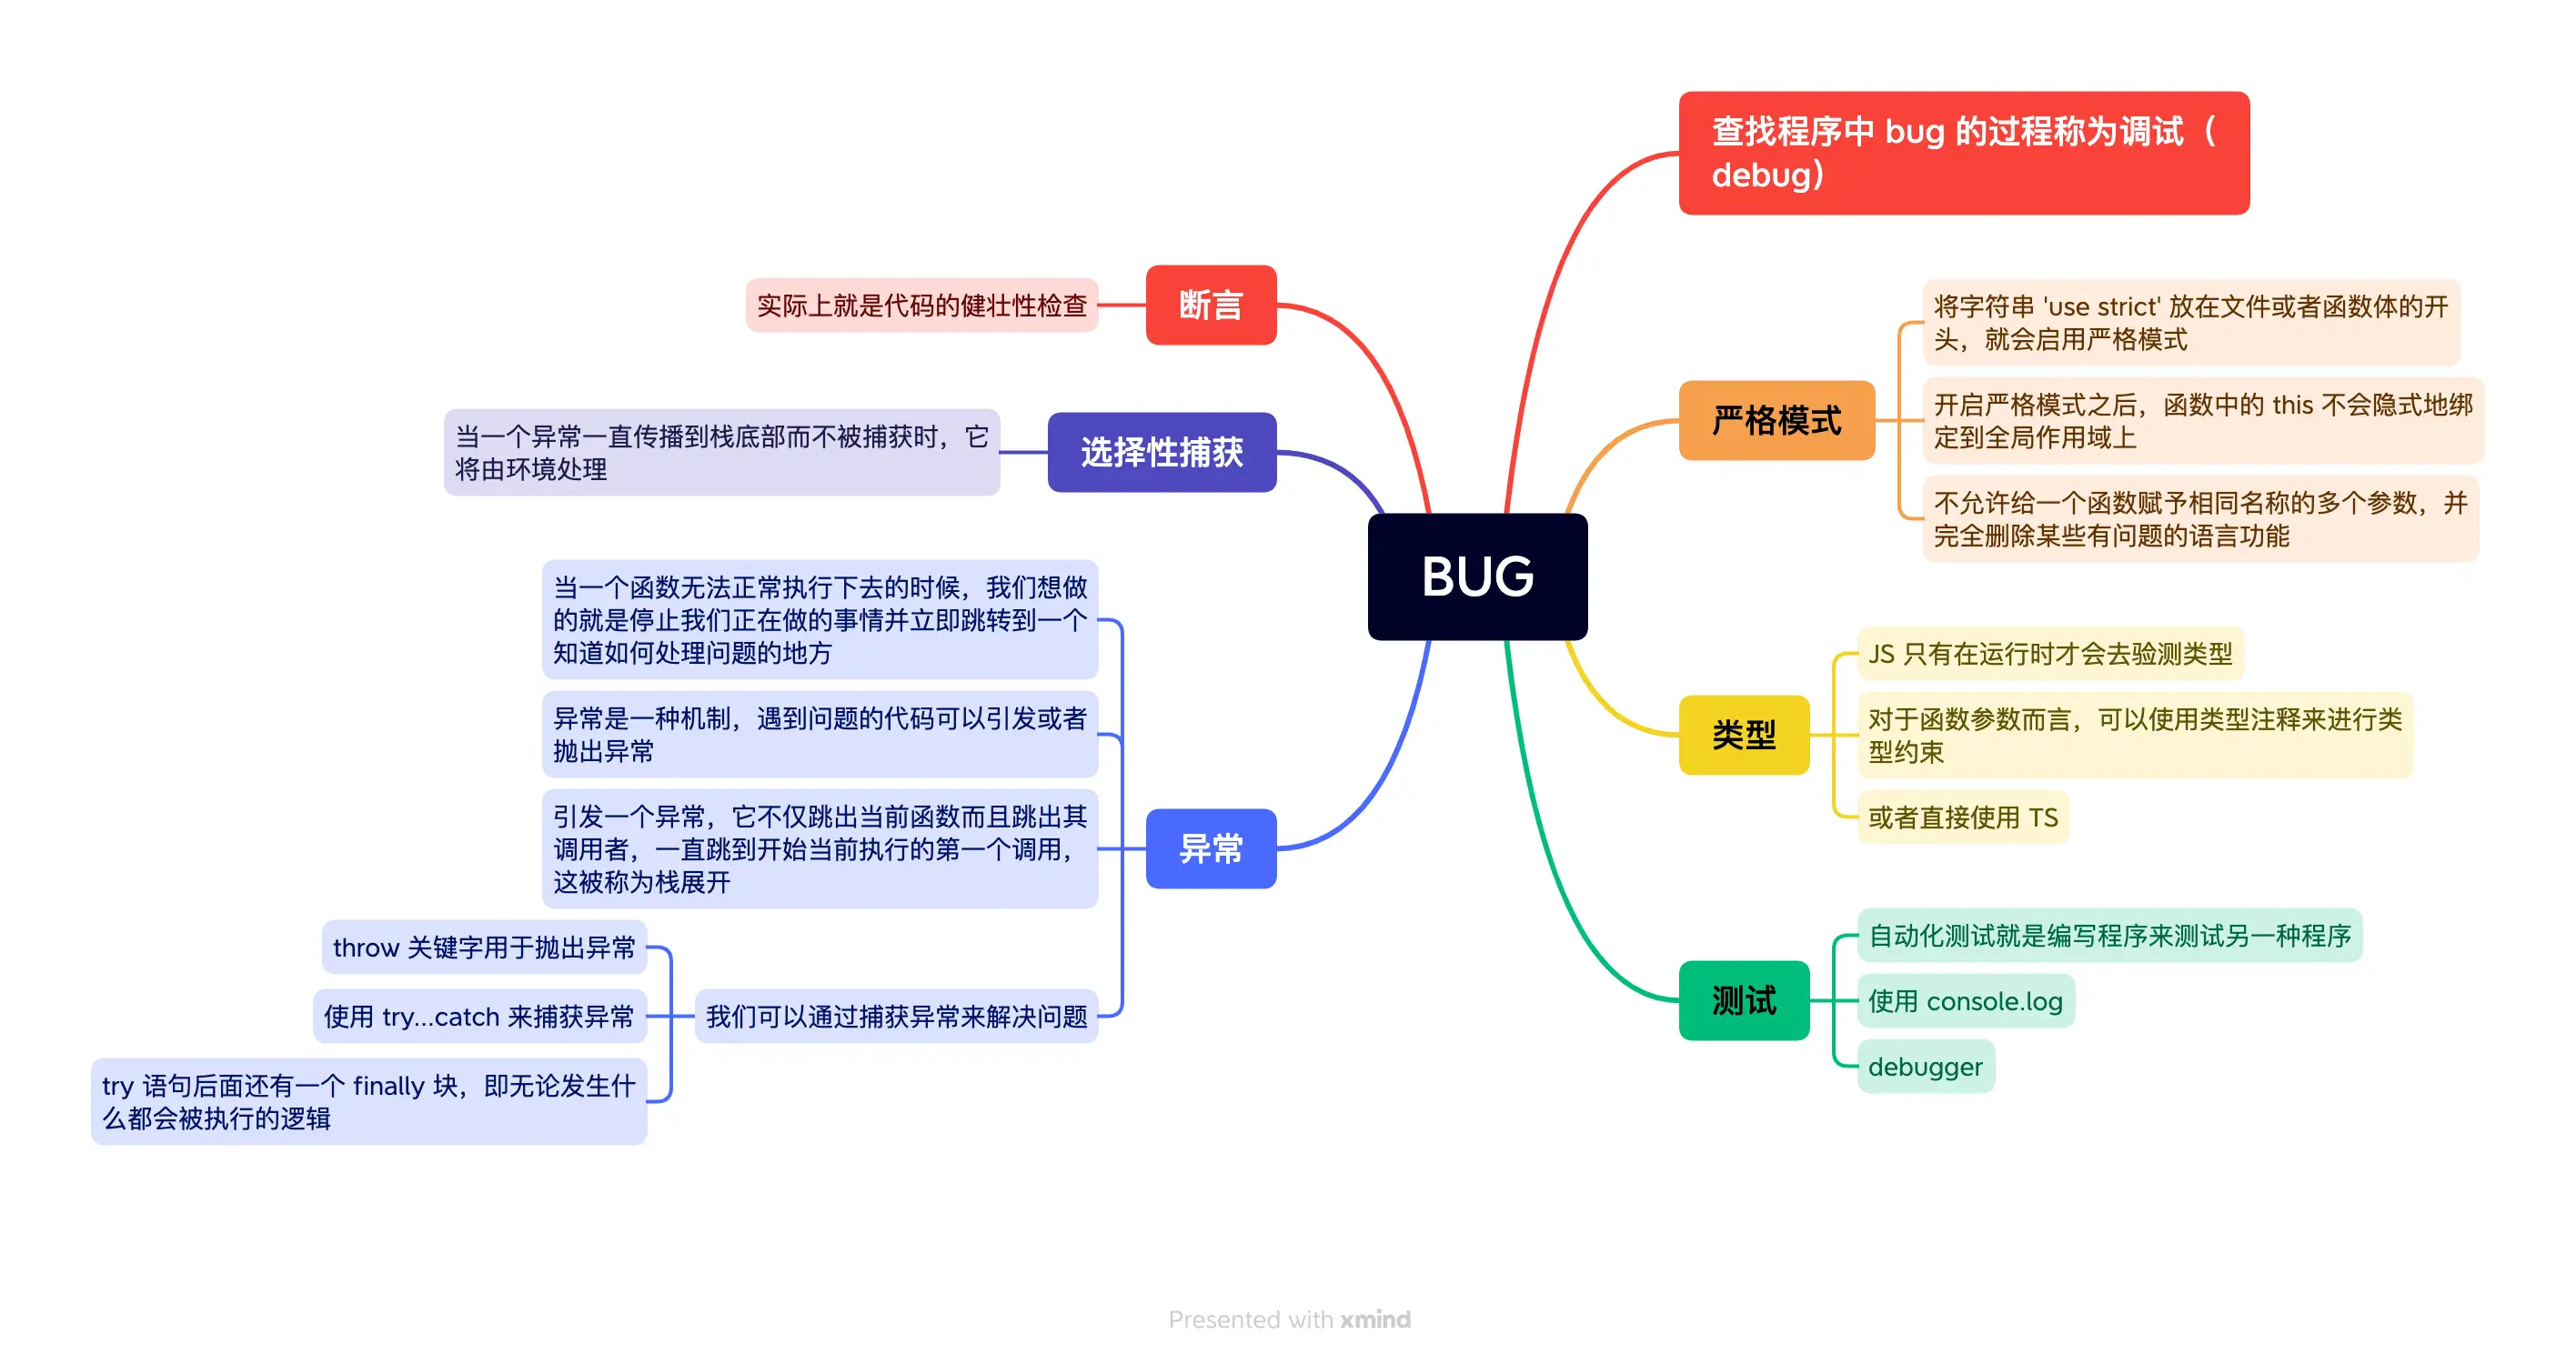 BUG
查找程序中 bug 的过程称为调试（
debug）
严格模式
将字符串 'use strict' 放在文件或者函数体的开
头，就会启用严格模式
开启严格模式之后，函数中的 this 不会隐式地绑
定到全局作用域上
不允许给一个函数赋予相同名称的多个参数，并
完全删除某些有问题的语言功能
类型
JS 只有在运行时才会去验测类型
对于函数参数而言，可以使用类型注释来进行类
型约束
或者直接使用 TS
测试
自动化测试就是编写程序来测试另一种程序
使用 console.log
debugger
断言
实际上就是代码的健壮性检查
选择性捕获
当一个异常一直传播到栈底部而不被捕获时，它
将由环境处理
异常
当一个函数无法正常执行下去的时候，我们想做
的就是停止我们正在做的事情并立即跳转到一个
知道如何处理问题的地方
异常是一种机制，遇到问题的代码可以引发或者
抛出异常
引发一个异常，它不仅跳出当前函数而且跳出其
调用者，一直跳到开始当前执行的第一个调用，
这被称为栈展开
我们可以通过捕获异常来解决问题
throw 关键字用于抛出异常
使用 try...catch 来捕获异常
try 语句后面还有一个 finally 块，即无论发生什
么都会被执行的逻辑
Presented with xmind